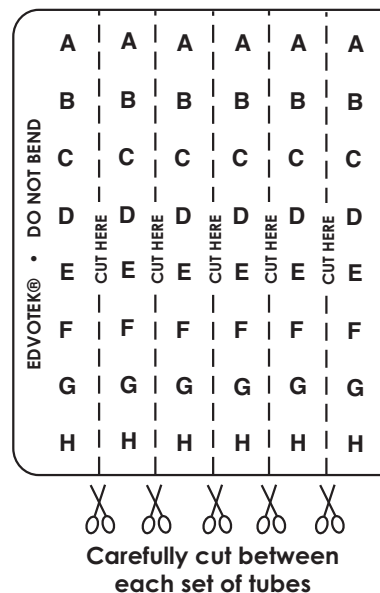 A A A A A A
B B B B B B
C C C C C C
D D D D D D
E E E E E E
F F F F F F
G G G G G G
H H H H H H
EDVOTEK® • DO NOT BEND
CUT HERE
CUT HERE
CUT HERE
CUT HERE
CUT HERE
Carefully cut between
each set of tubes